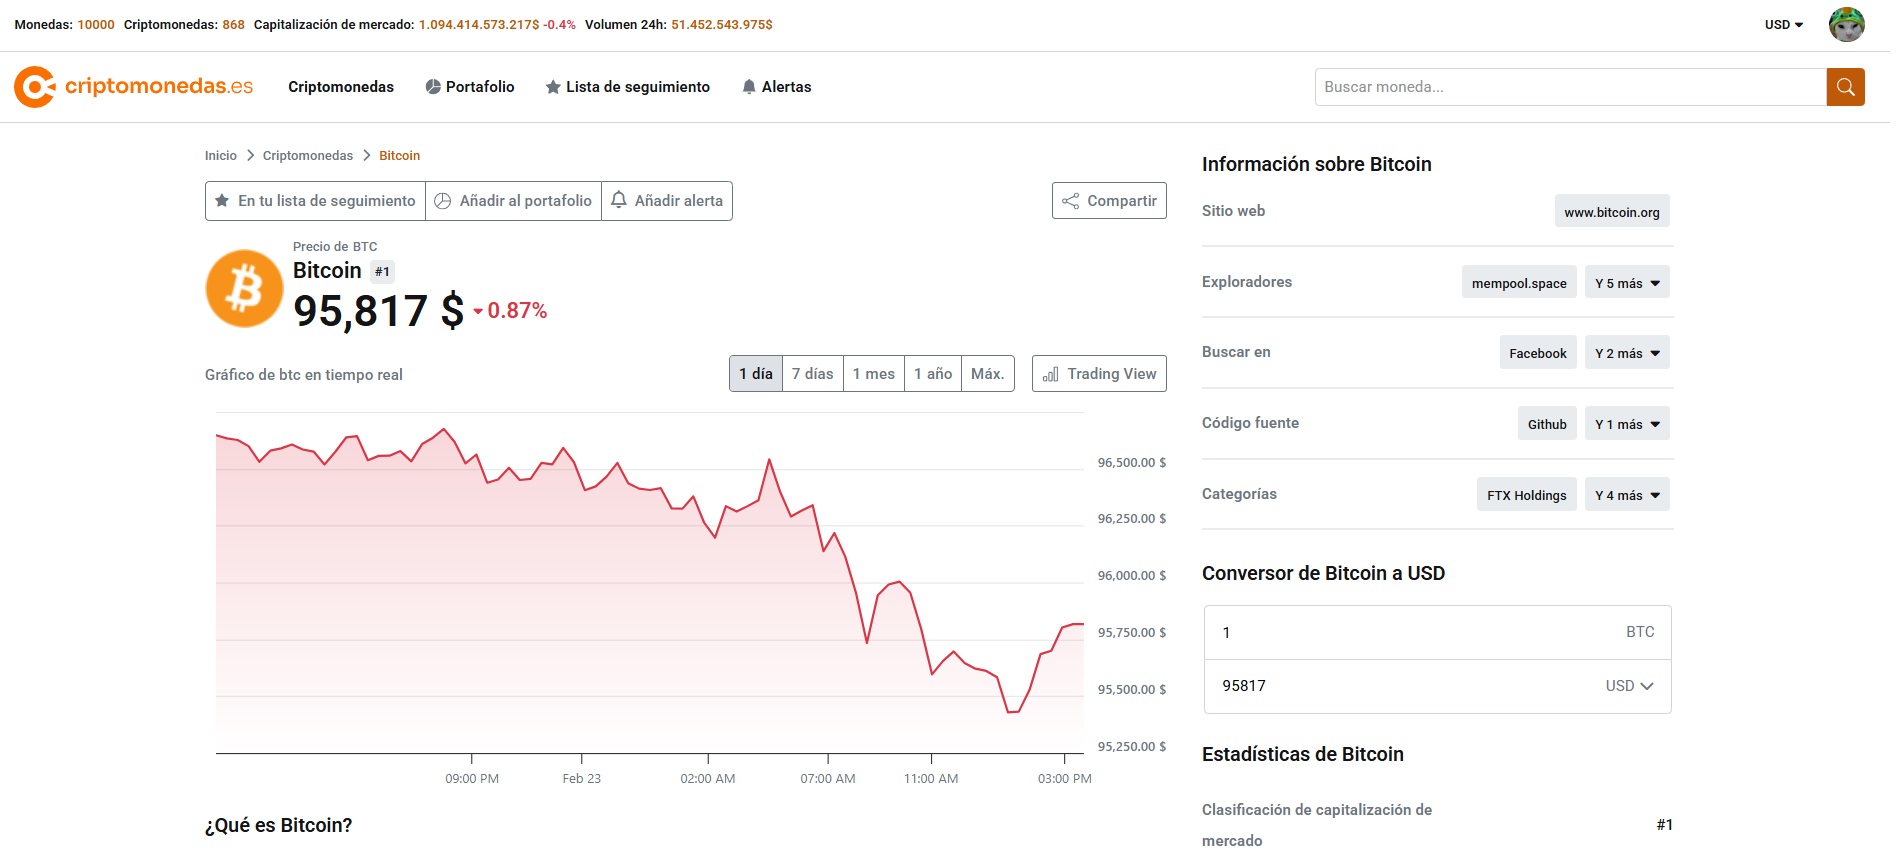 Monedas: 10000 Criptomonedas: 868 Capitalización de mercado: 1.094.414.573.217$ -0.4% Volumen 24h: 51.452.543.975$
USD
criptomonedas.es
Criptomonedas Portafolio Lista de seguimiento Alertas
Buscar moneda...
Inicio > Criptomonedas > Bitcoin
En tu lista de seguimiento Añadir al portafolio Añadir alerta
Compartir
Precio de BTC
Bitcoin #1
95,817 $ 0.87%
Gráfico de btc en tiempo real
1 día 7 días 1 mes 1 año Máx.
Trading View
96,500.00 $
96,250.00 $
96,000.00 $
95,750.00 $
95,500.00 $
95,250.00 $
09:00 PM Feb 23 02:00 AM 07:00 AM 11:00 AM 03:00 PM
¿Qué es Bitcoin?
Información sobre Bitcoin
Sitio web www.bitcoin.org
Exploradores mempool.space Y 5 más
Buscar en Facebook Y 2 más
Código fuente Github Y 1 más
Categorías FTX Holdings Y 4 más
Conversor de Bitcoin a USD
1 BTC
95817 USD
Estadísticas de Bitcoin
Clasificación de capitalización de
mercado
#1